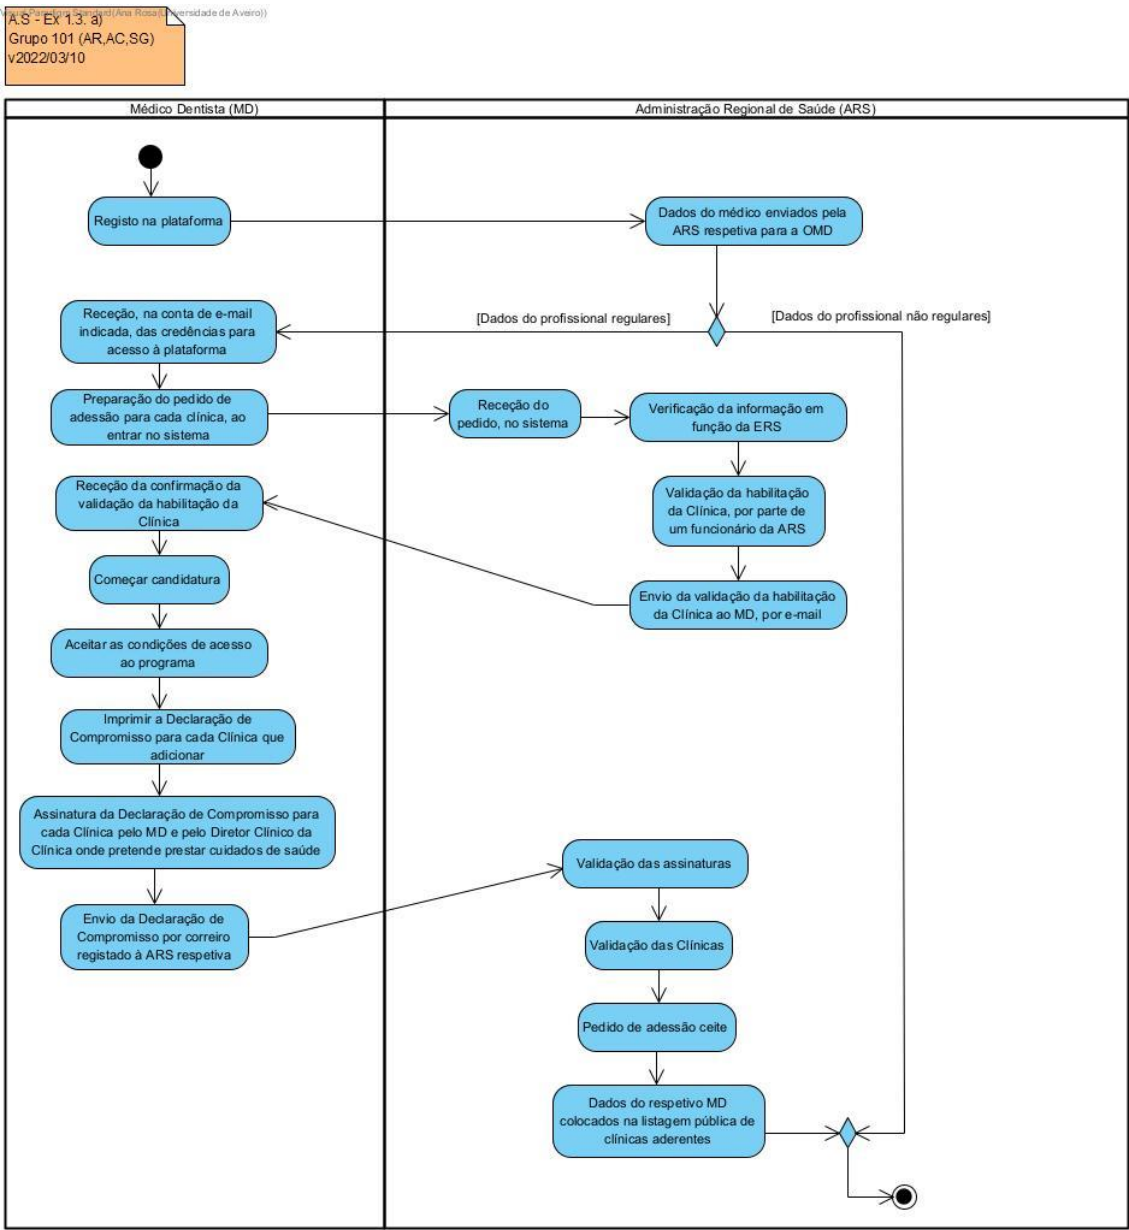 Visual Paradigm Standard(Ana Rosa(Universidade de Aveiro))
A.S - Ex 1.3. a)
Grupo 101 (AR,AC,SG)
v2022/03/10
Médico Dentista (MD)
Administração Regional de Saúde (ARS)
Registo na plataforma
Dados do médico enviados pela
ARS respetiva para a OMD
[Dados do profissional regulares]
[Dados do profissional não regulares]
Receção, na conta de e-mail
indicada, das credências para
acesso à plataforma
Preparação do pedido de
adessão para cada clínica, ao
entrar no sistema
Receção do
pedido, no sistema
Verificação da informação em
função da ERS
Validação da habilitação
da Clínica, por parte de
um funcionário da ARS
Envio da validação da habilitação
da Clínica ao MD, por e-mail
Receção da confirmação da
validação da habilitação da
Clínica
Começar candidatura
Aceitar as condições de acesso
ao programa
Imprimir a Declaração de
Compromisso para cada Clínica que
adicionar
Assinatura da Declaração de Compromisso para
cada Clínica pelo MD e pelo Diretor Clínico da
Clínica onde pretende prestar cuidados de saúde
Envio da Declaração de
Compromisso por correiro
registado à ARS respetiva
Validação das assinaturas
Validação das Clínicas
Pedido de adessão ceite
Dados do respetivo MD
colocados na listagem pública de
clínicas aderentes